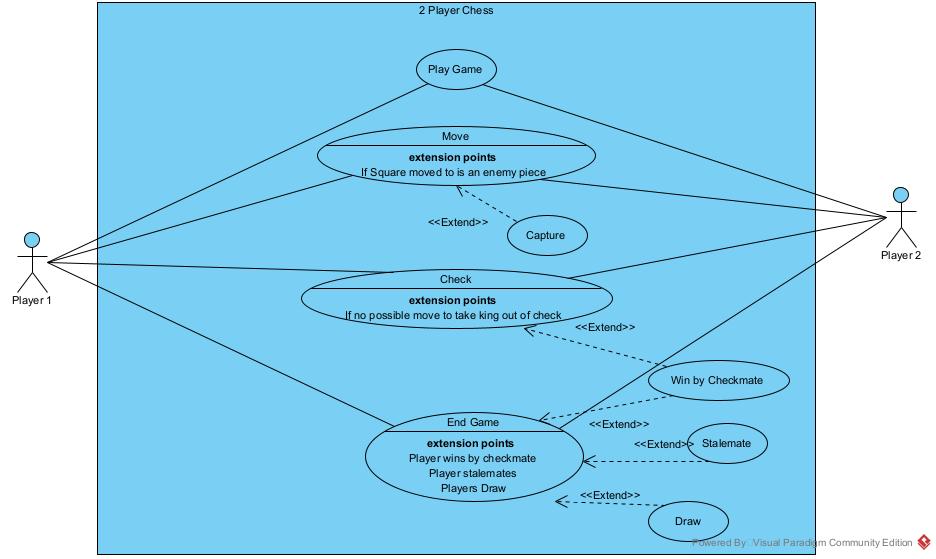 2 Player Chess
Play Game
Move
extension points
If Square moved to is an enemy piece
<<Extend>>
Capture
Player 1
Player 2
Check
extension points
If no possible move to take king out of check
<<Extend>>
Win by Checkmate
End Game
<<Extend>>
extension points
Player wins by checkmate
Player stalemates
Players Draw
<<Extend>>
Stalemate
<<Extend>>
Draw
Powered By Visual Paradigm Community Edition